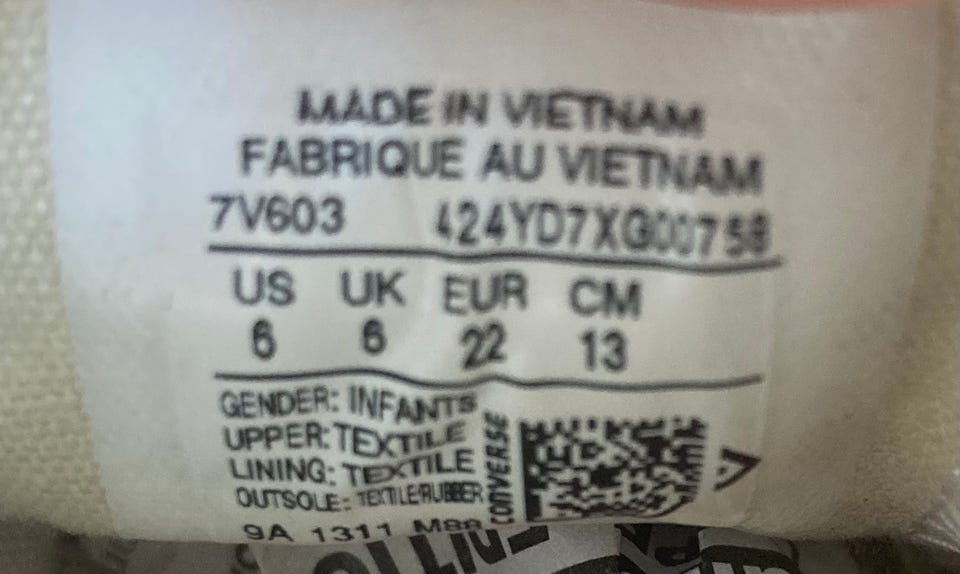 MADE IN VIETNAM
FABRIQUE AU VIETNAM
7V603 424YD7XG00758
US UK EUR CM
6 6 22 13
GENDER: INFANTS
UPPER: TEXTILE
LINING: TEXTILE
OUTSOLE: TEXTILE/RUBBER
CONVERSE
9A 1311